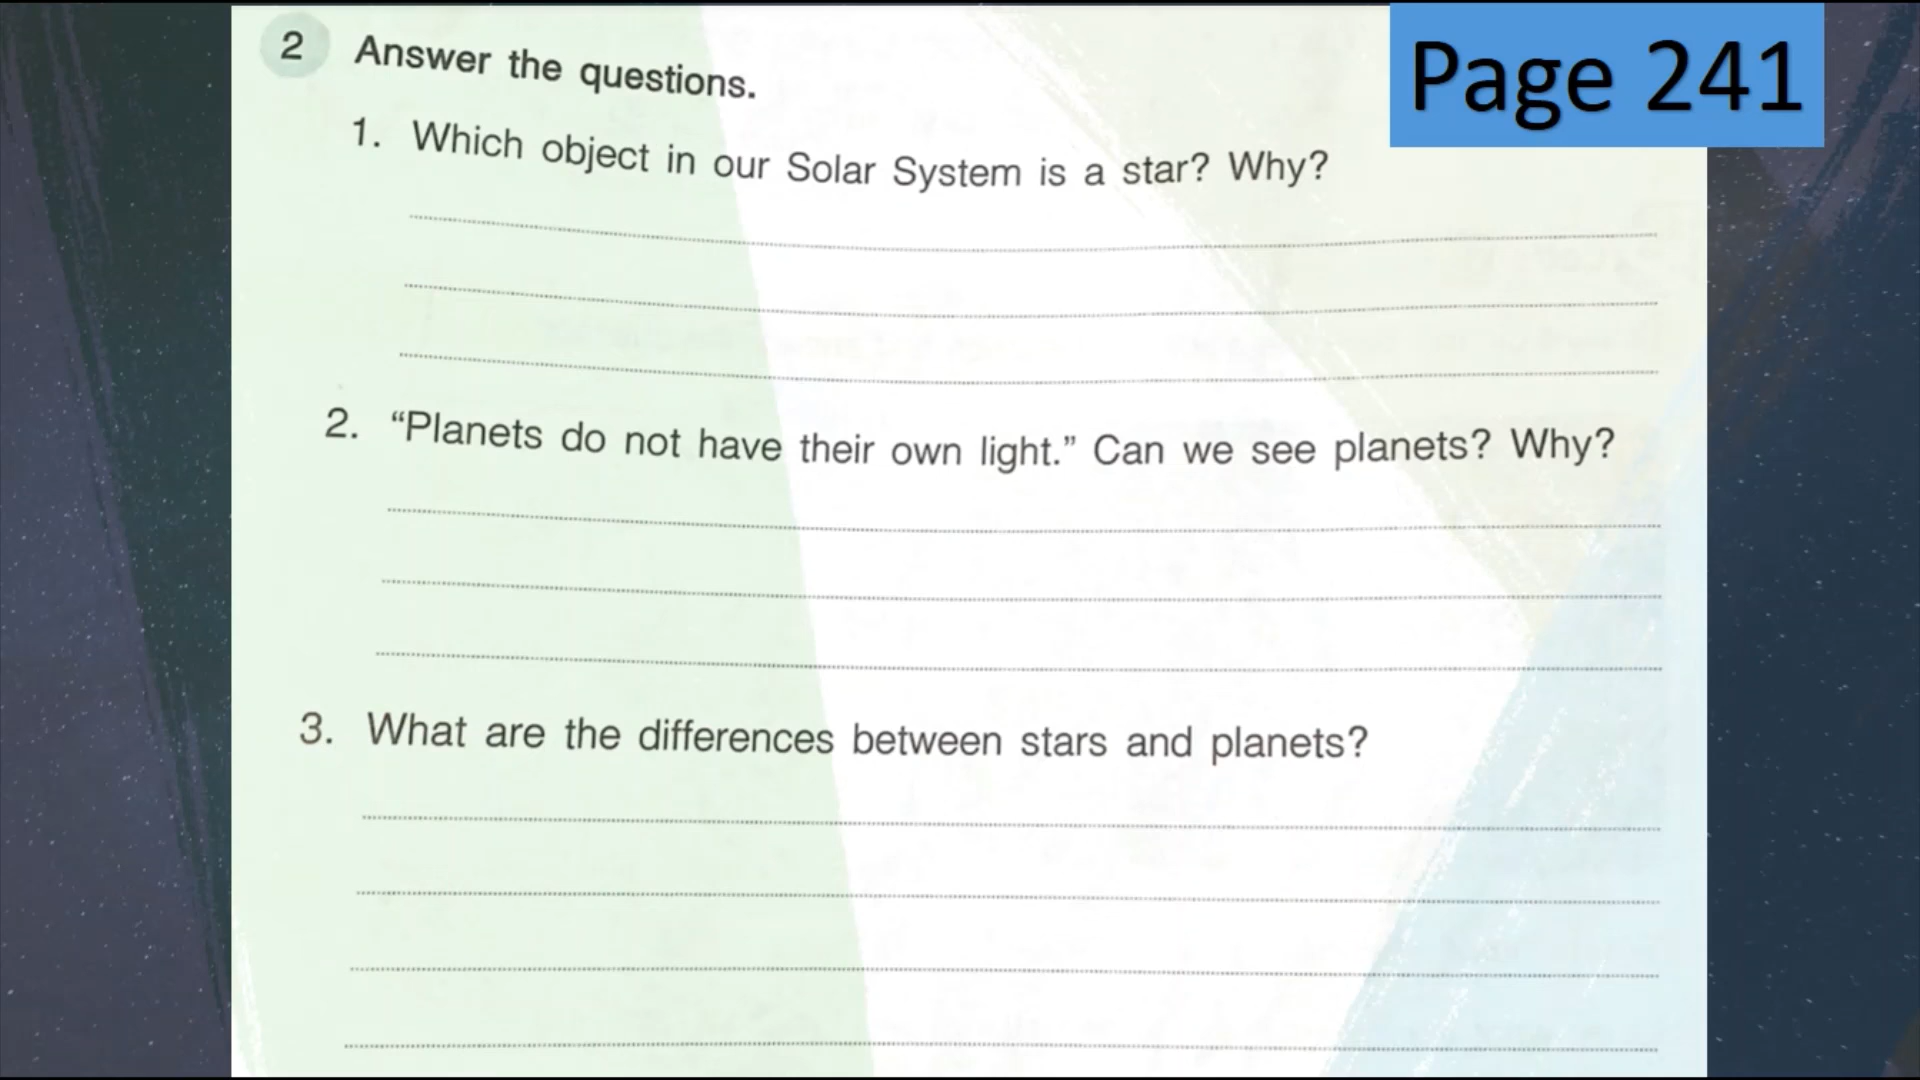 Page 241
2 Answer the questions.
1. Which object in our Solar System is a star? Why?
2. “Planets do not have their own light.” Can we see planets? Why?
3. What are the differences between stars and planets?